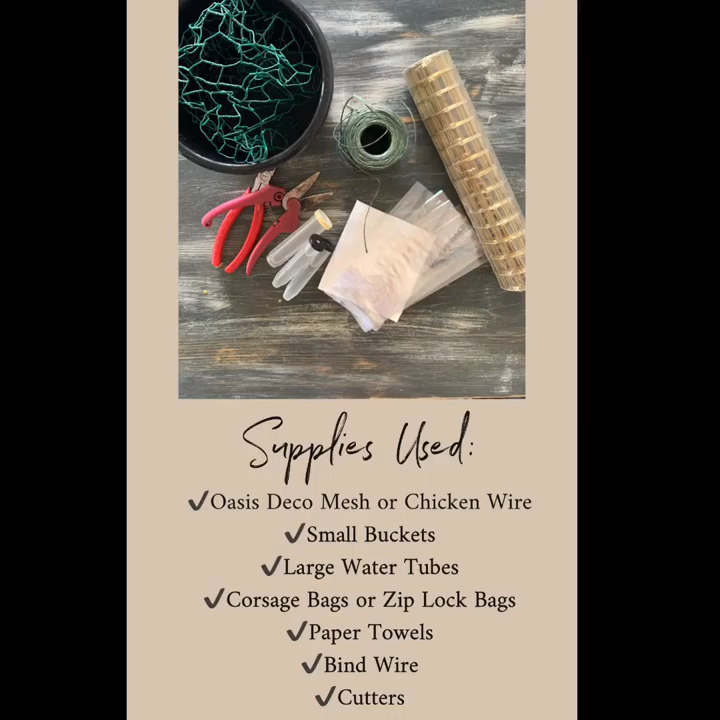 Supplies Used:
✔Oasis Deco Mesh or Chicken Wire
✔Small Buckets
✔Large Water Tubes
✔Corsage Bags or Zip Lock Bags
✔Paper Towels
✔Bind Wire
✔Cutters